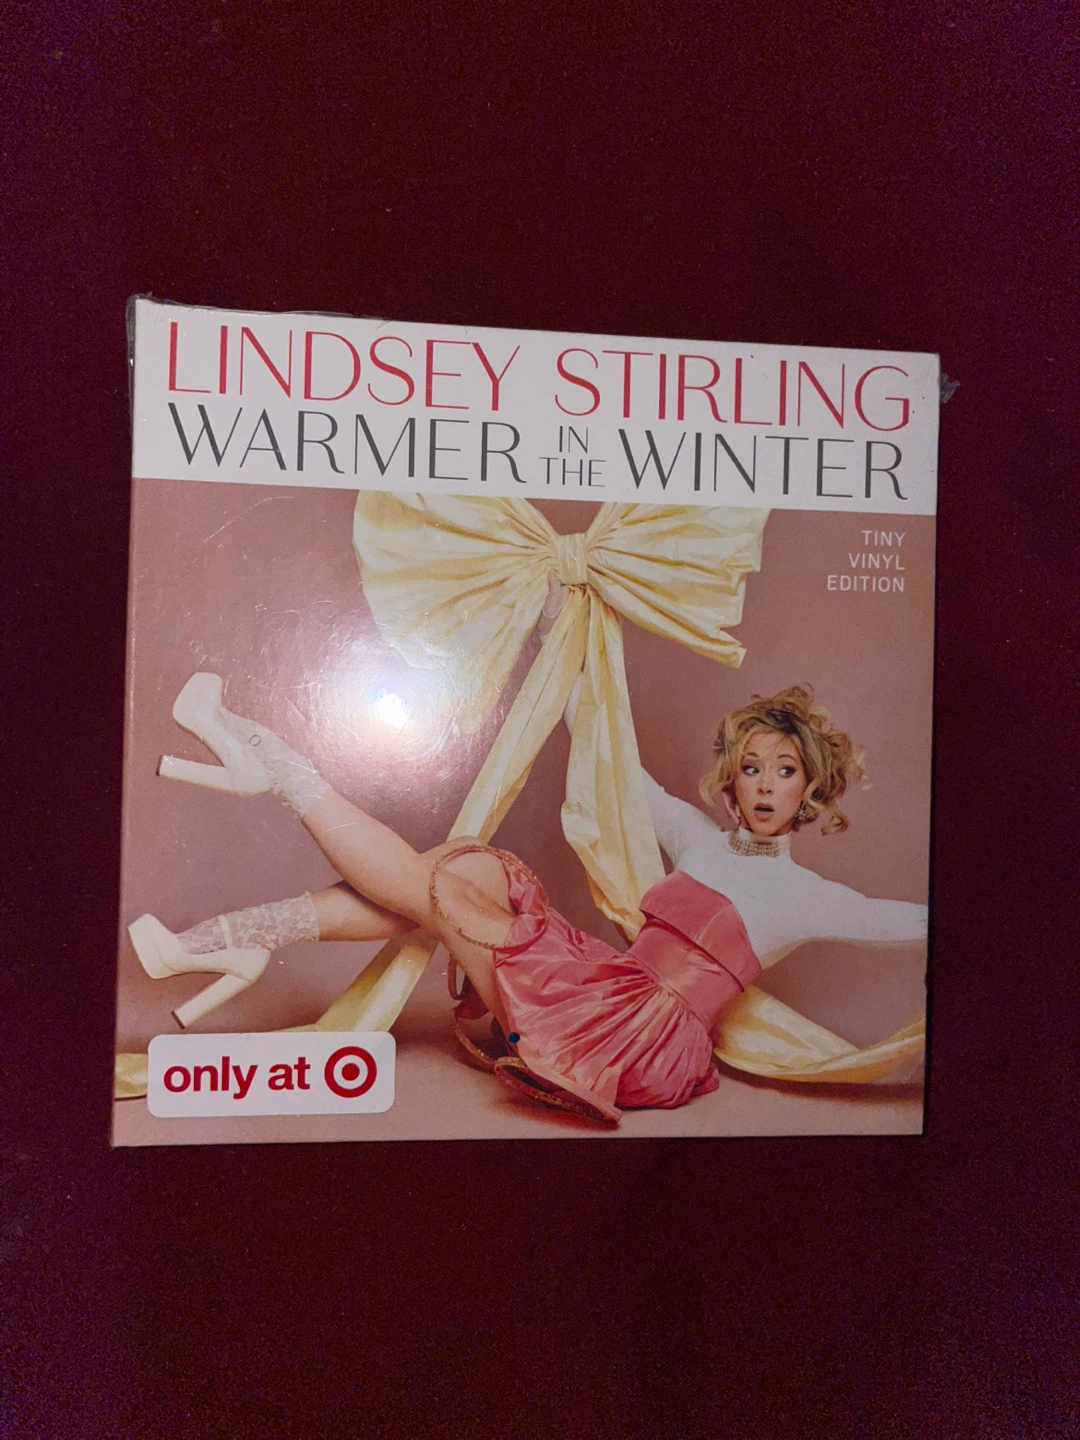 LINDSEY STIRLING
WARMER IN THE WINTER
TINY
VINYL
EDITION
only at